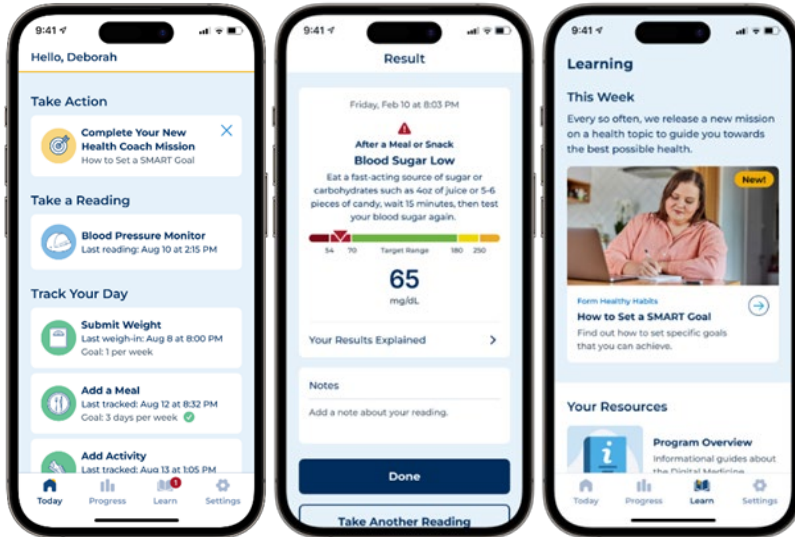 9:41
Hello, Deborah
Take Action
Complete Your New
Health Coach Mission
How to Set a SMART Goal
Take a Reading
Blood Pressure Monitor
Last reading: Aug 10 at 2:15 PM
Track Your Day
Submit Weight
Last weigh-in: Aug 8 at 8:00 PM
Goal: 1 per week
Add a Meal
Last tracked: Aug 12 at 8:32 PM
Goal: 3 days per week
Add Activity
Last tracked: Aug 13 at 1:05 PM
1
Today Progress Learn Settings
9:41
Result
Friday, Feb 10 at 8:03 PM
After a Meal or Snack
Blood Sugar Low
Eat a fast-acting source of sugar or
carbohydrates such as 4oz of juice or 5-6
pieces of candy, wait 15 minutes, then test
your blood sugar again.
54 70 Target Range 180 250
65
mg/dL
Your Results Explained
Notes
Add a note about your reading.
Done
Take Another Reading
9:41
Learning
This Week
Every so often, we release a new mission
on a health topic to guide you towards
the best possible health.
New!
Form Healthy Habits
How to Set a SMART Goal
Find out how to set specific goals
that you can achieve.
Your Resources
Program Overview
Informational guides about
the Digital Medicine
Today Progress Learn Settings